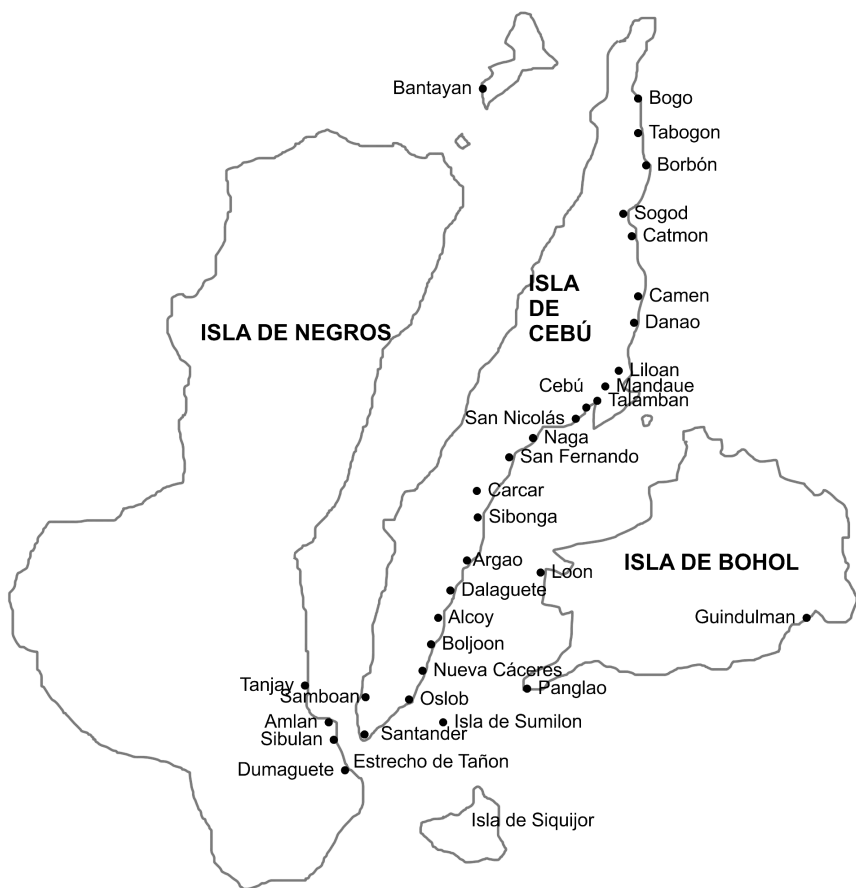 Bantayan
Bogo
Tabogon
Borbón
Sogod
Catmon
ISLA
DE
CEBÚ
ISLA DE NEGROS
Camen
Danao
Liloan
Cebú
Mandaue
Talamban
San Nicolás
Naga
San Fernando
Carcar
Sibonga
Argao
Loon
ISLA DE BOHOL
Dalaguete
Alcoy
Guindulman
Boljoon
Nueva Cáceres
Tanjay
Samboan
Oslob
Panglao
Amlan
Isla de Sumilon
Sibulan
Santander
Estrecho de Tañon
Dumaguete
Isla de Siquijor